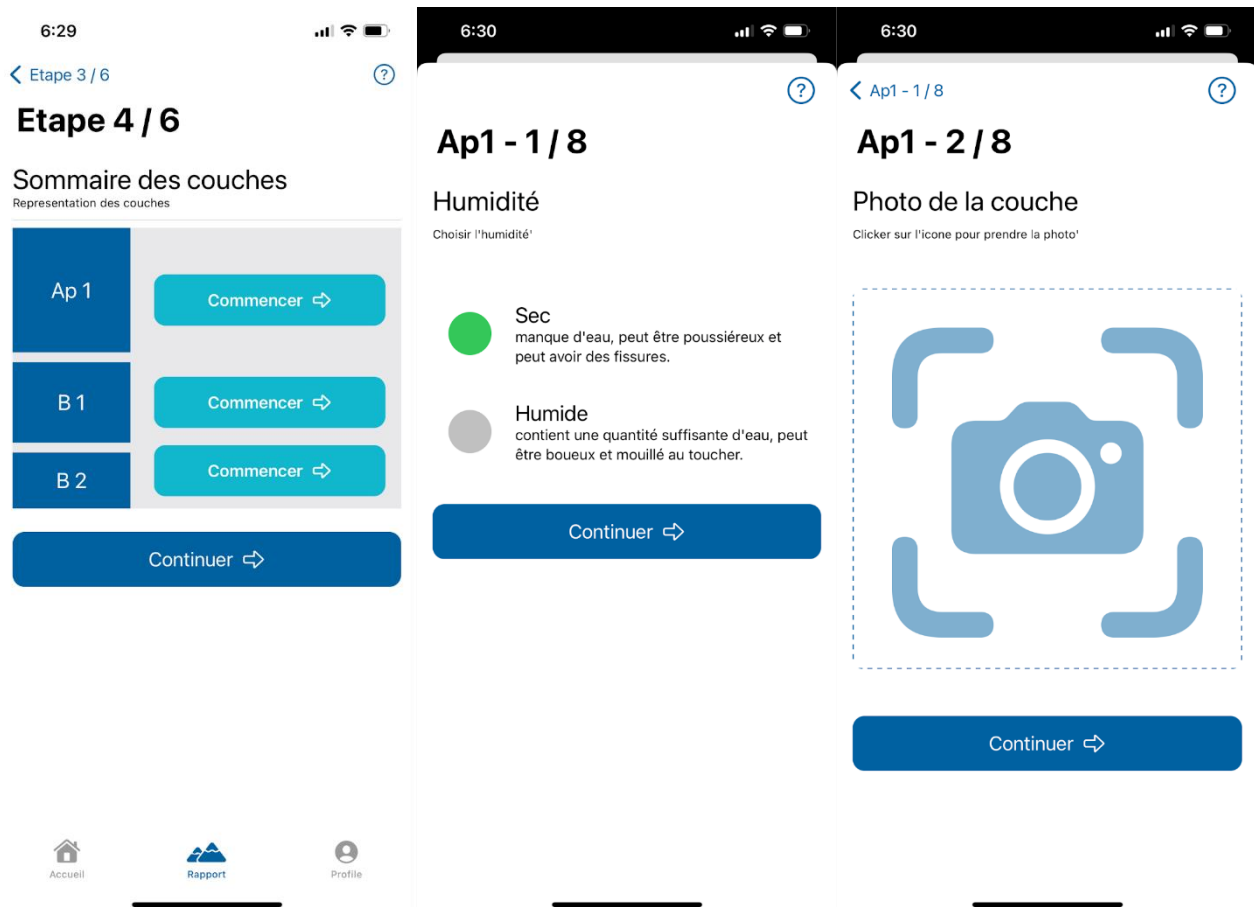 6:29
Etape 3 / 6
?
Etape 4 / 6
Sommaire des couches
Representation des couches
Ap 1
Commencer
B 1
Commencer
B 2
Commencer
Continuer
Accueil
Rapport
Profile
6:30
?
Ap1 - 1 / 8
Humidité
Choisir l'humidité'
Sec
manque d'eau, peut être poussiéreux et
peut avoir des fissures.
Humide
contient une quantité suffisante d'eau, peut
être boueux et mouillé au toucher.
Continuer
6:30
Ap1 - 1 / 8
?
Ap1 - 2 / 8
Photo de la couche
Clicker sur l'icone pour prendre la photo'
Continuer